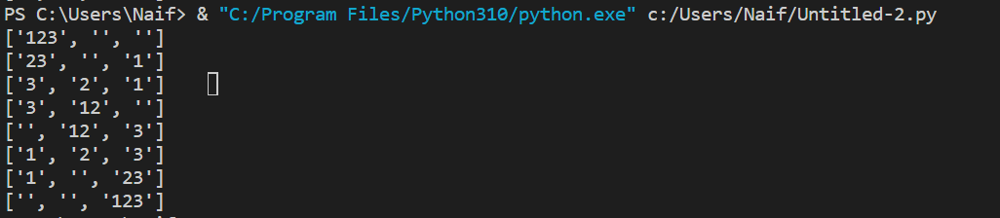 PS C:\Users\Naif> & "C:/Program Files/Python310/python.exe" c:/Users/Naif/Untitled-2.py
['123', '', '']
['23', '', '1']
['3', '2', '1']
['3', '12', '']
['', '12', '3']
['1', '2', '3']
['1', '', '23']
['', '', '123']